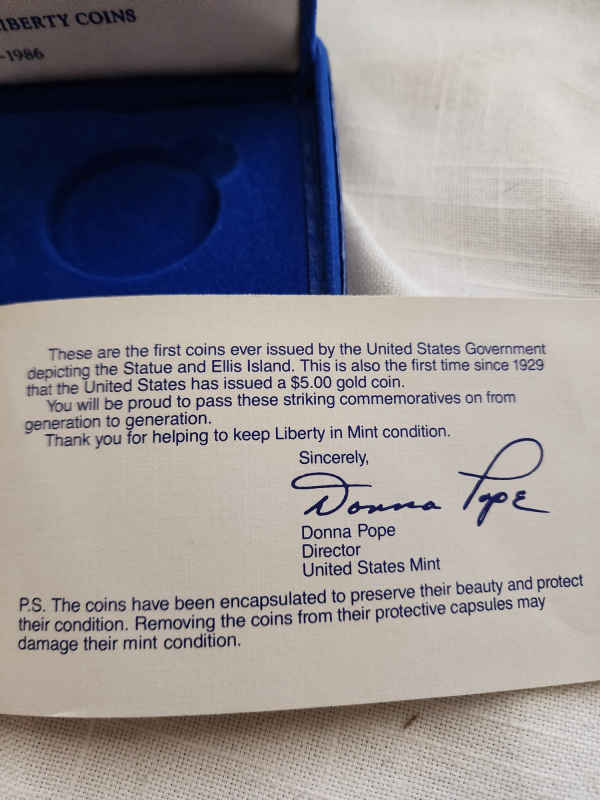 LIBERTY COINS
-1986
These are the first coins ever issued by the United States Government
depicting the Statue and Ellis Island. This is also the first time since 1929
that the United States has issued a $5.00 gold coin.
You will be proud to pass these striking commemoratives on from
generation to generation.
Thank you for helping to keep Liberty in Mint condition.
Sincerely,
Donna Pope
Donna Pope
Director
United States Mint
P.S. The coins have been encapsulated to preserve their beauty and protect
their condition. Removing the coins from their protective capsules may
damage their mint condition.